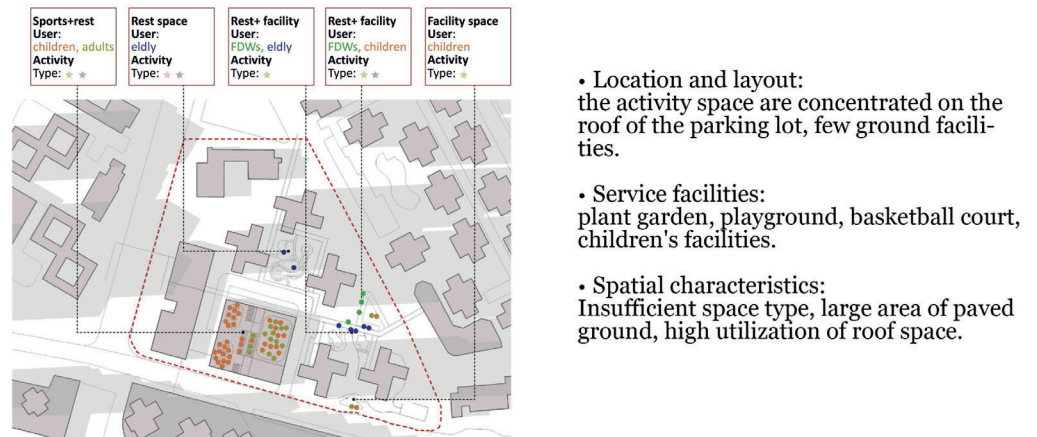 Sports+rest
User:
children, adults
Activity
Type:
Rest space
User:
eldly
Activity
Type:
Rest+ facility
User:
FDWs, eldly
Activity
Type:
Rest+ facility
User:
FDWs, children
Activity
Type:
Facility space
User:
children
Activity
Type:
• Location and layout:
the activity space are concentrated on the
roof of the parking lot, few ground facili-
ties.
• Service facilities:
plant garden, playground, basketball court,
children's facilities.
• Spatial characteristics:
Insufficient space type, large area of paved
ground, high utilization of roof space.